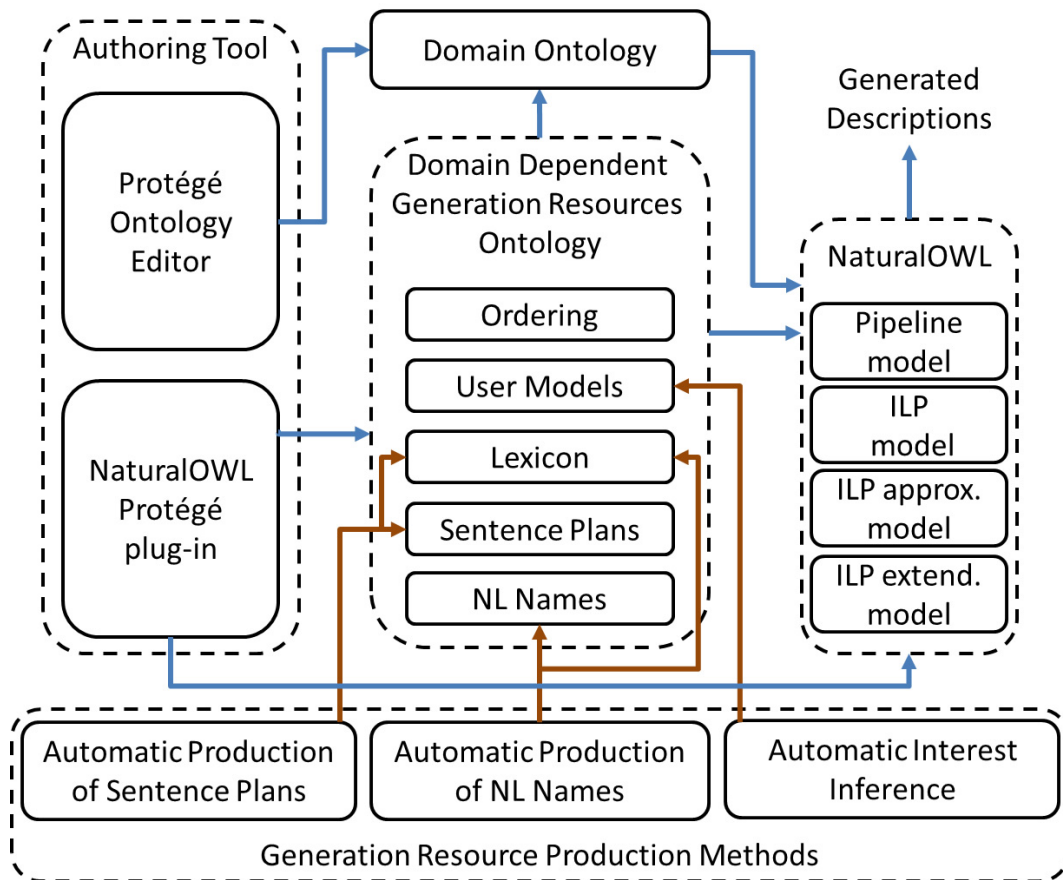 Authoring Tool
Protégé
Ontology
Editor
NaturalOWL
Protégé
plug-in
Domain Ontology
Domain Dependent
Generation Resources
Ontology
Ordering
User Models
Lexicon
Sentence Plans
NL Names
Generated
Descriptions
NaturalOWL
Pipeline
model
ILP
model
ILP approx.
model
ILP extend.
model
Automatic Production
of Sentence Plans
Automatic Production
of NL Names
Automatic Interest
Inference
Generation Resource Production Methods